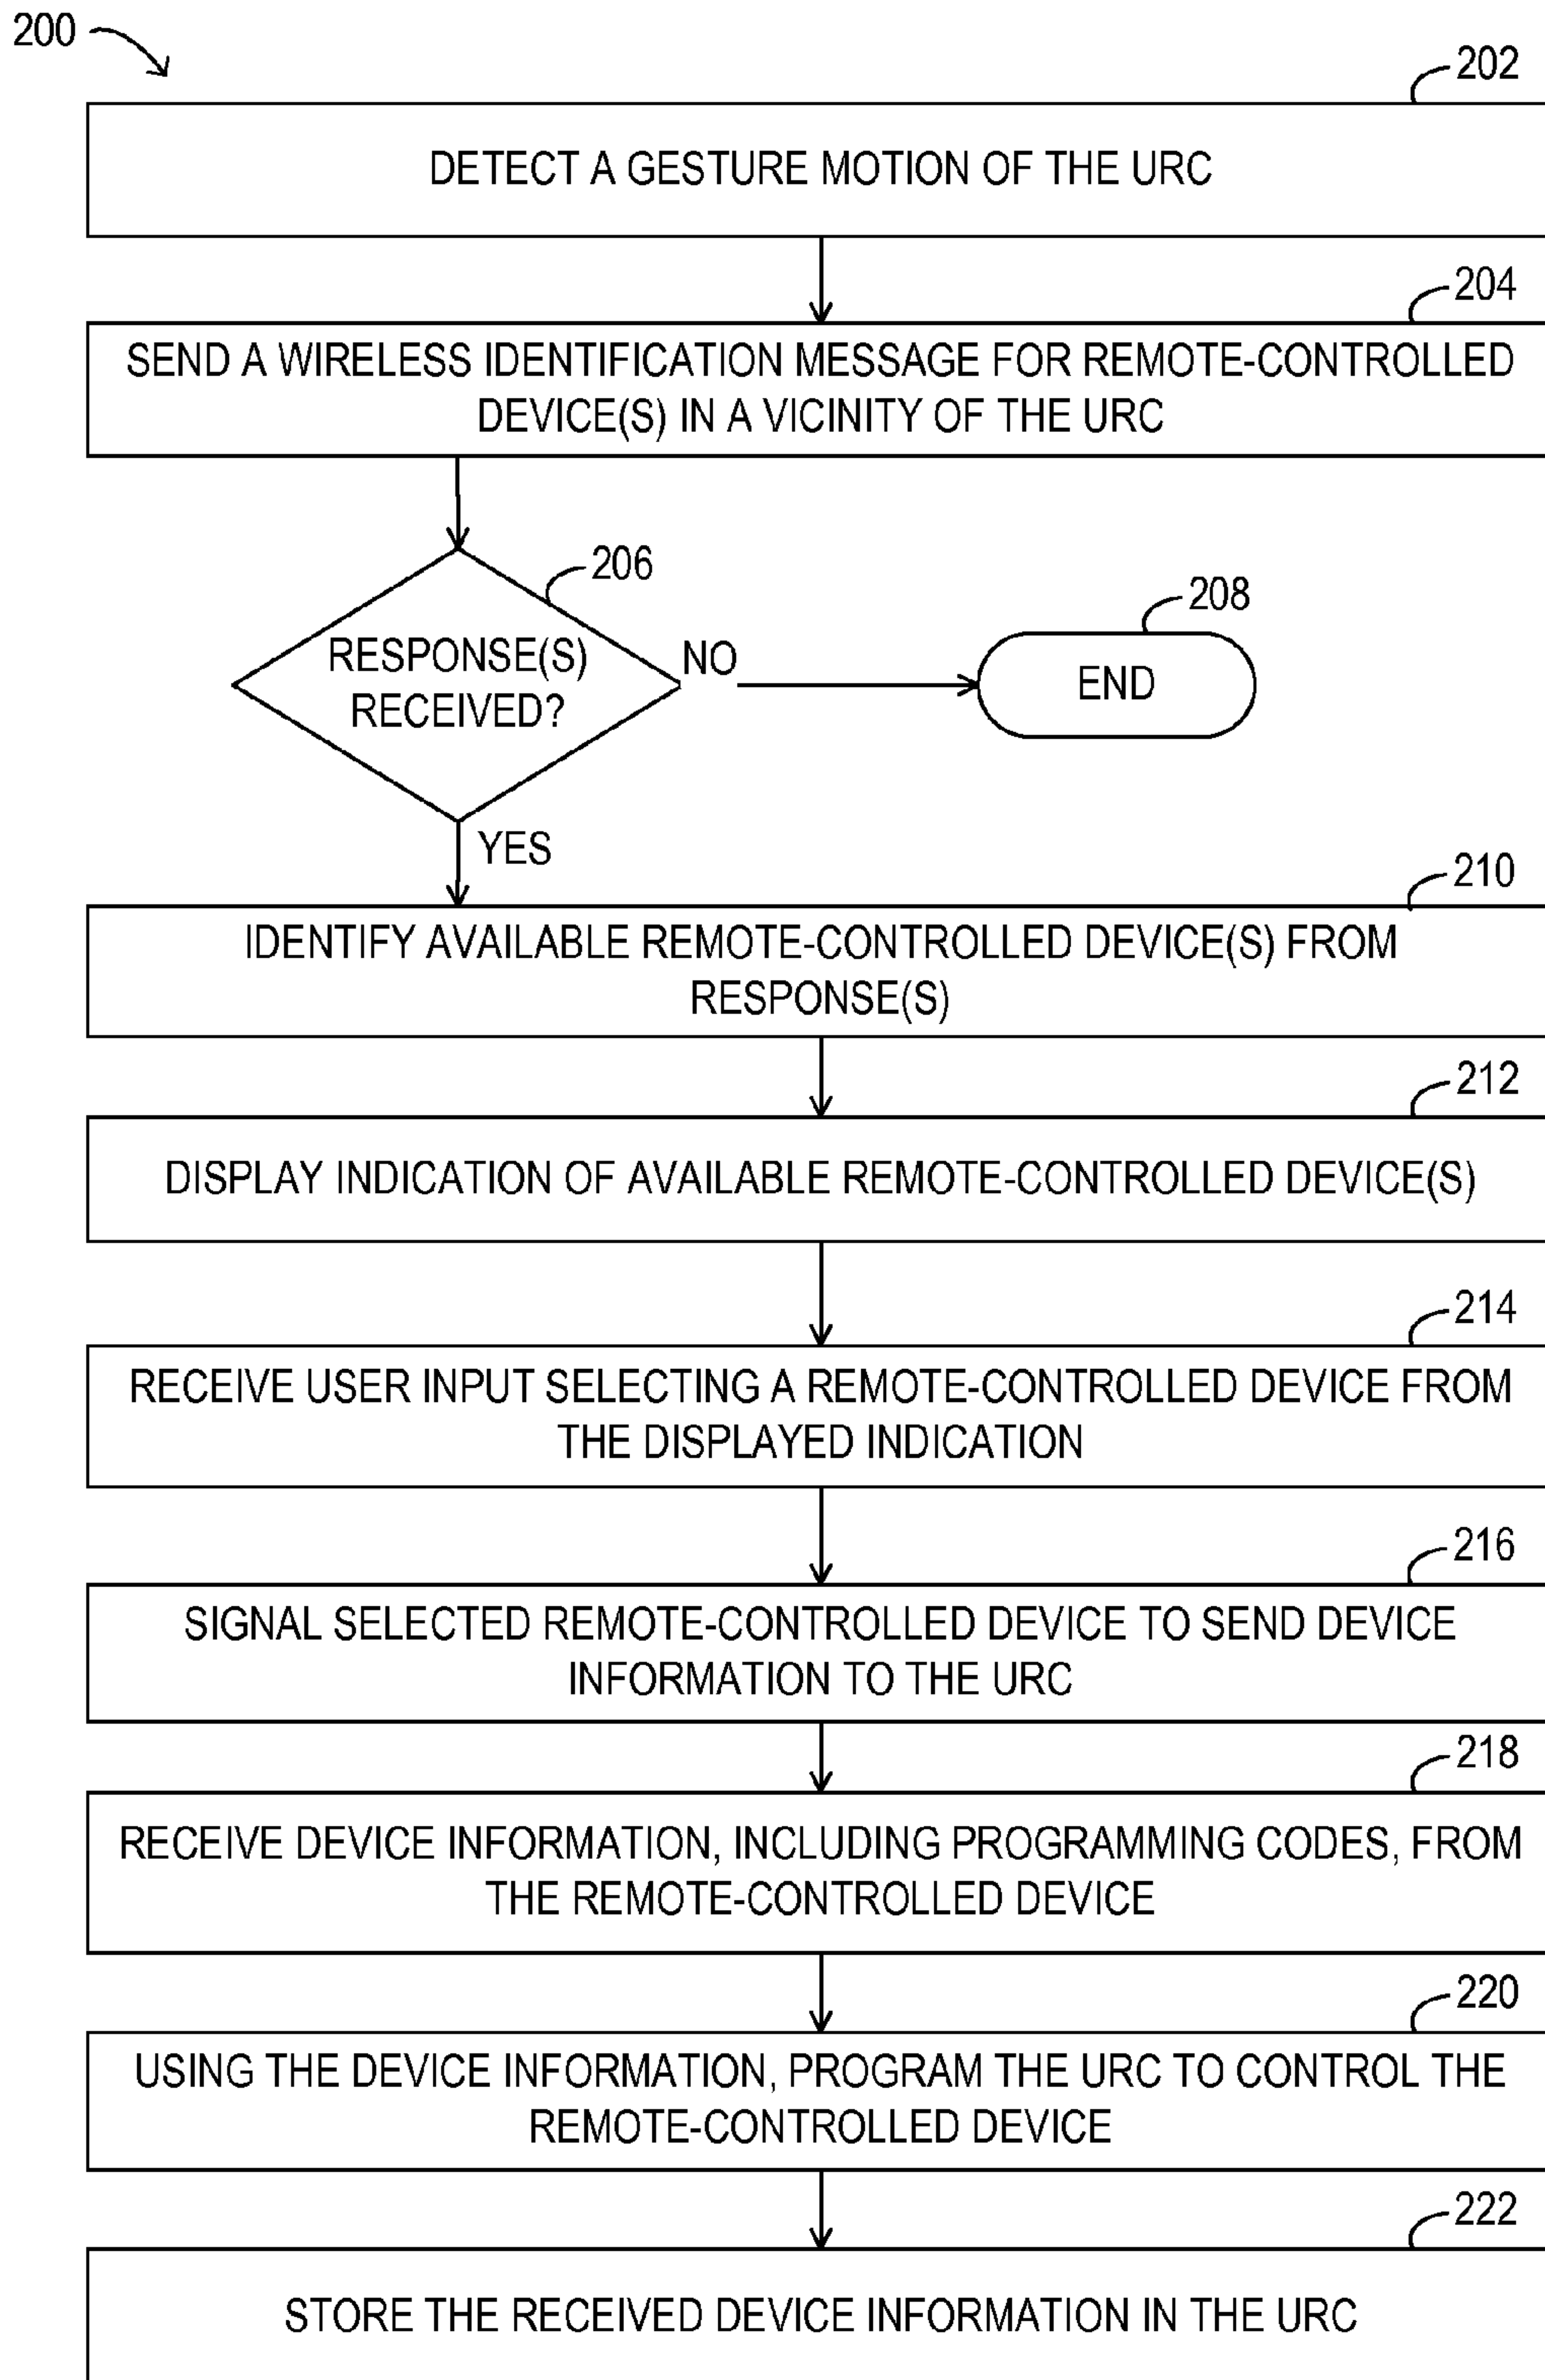 200
202
DETECT A GESTURE MOTION OF THE URC
204
SEND A WIRELESS IDENTIFICATION MESSAGE FOR REMOTE-CONTROLLED
DEVICE(S) IN A VICINITY OF THE URC
206
RESPONSE(S)
RECEIVED?
NO
208
END
YES
210
IDENTIFY AVAILABLE REMOTE-CONTROLLED DEVICE(S) FROM
RESPONSE(S)
212
DISPLAY INDICATION OF AVAILABLE REMOTE-CONTROLLED DEVICE(S)
214
RECEIVE USER INPUT SELECTING A REMOTE-CONTROLLED DEVICE FROM
THE DISPLAYED INDICATION
216
SIGNAL SELECTED REMOTE-CONTROLLED DEVICE TO SEND DEVICE
INFORMATION TO THE URC
218
RECEIVE DEVICE INFORMATION, INCLUDING PROGRAMMING CODES, FROM
THE REMOTE-CONTROLLED DEVICE
220
USING THE DEVICE INFORMATION, PROGRAM THE URC TO CONTROL THE
REMOTE-CONTROLLED DEVICE
222
STORE THE RECEIVED DEVICE INFORMATION IN THE URC